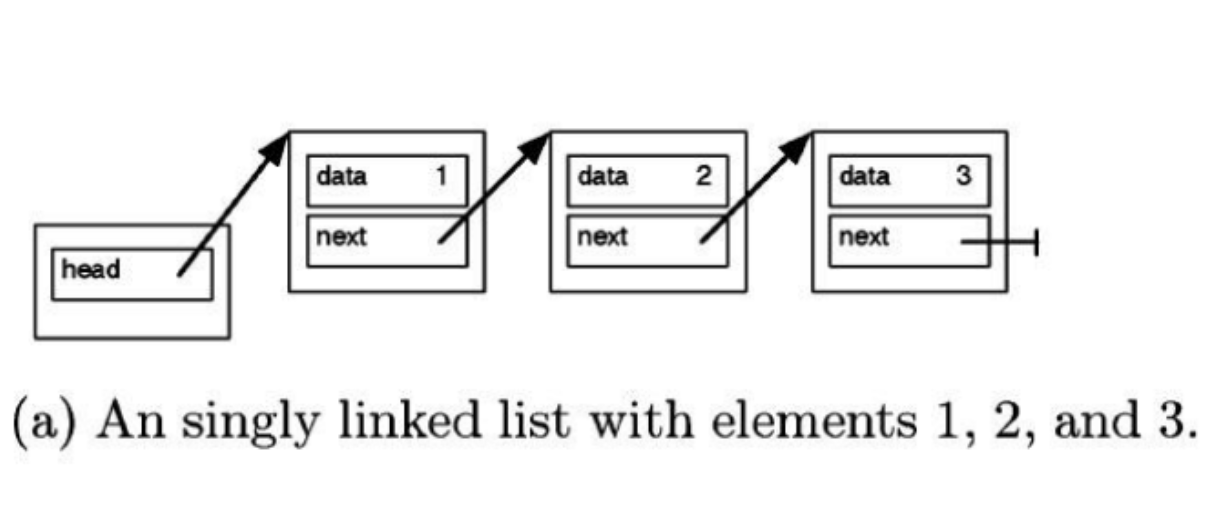 data 1
data 2
data 3
next
next
next
head
(a) An singly linked list with elements 1, 2, and 3.